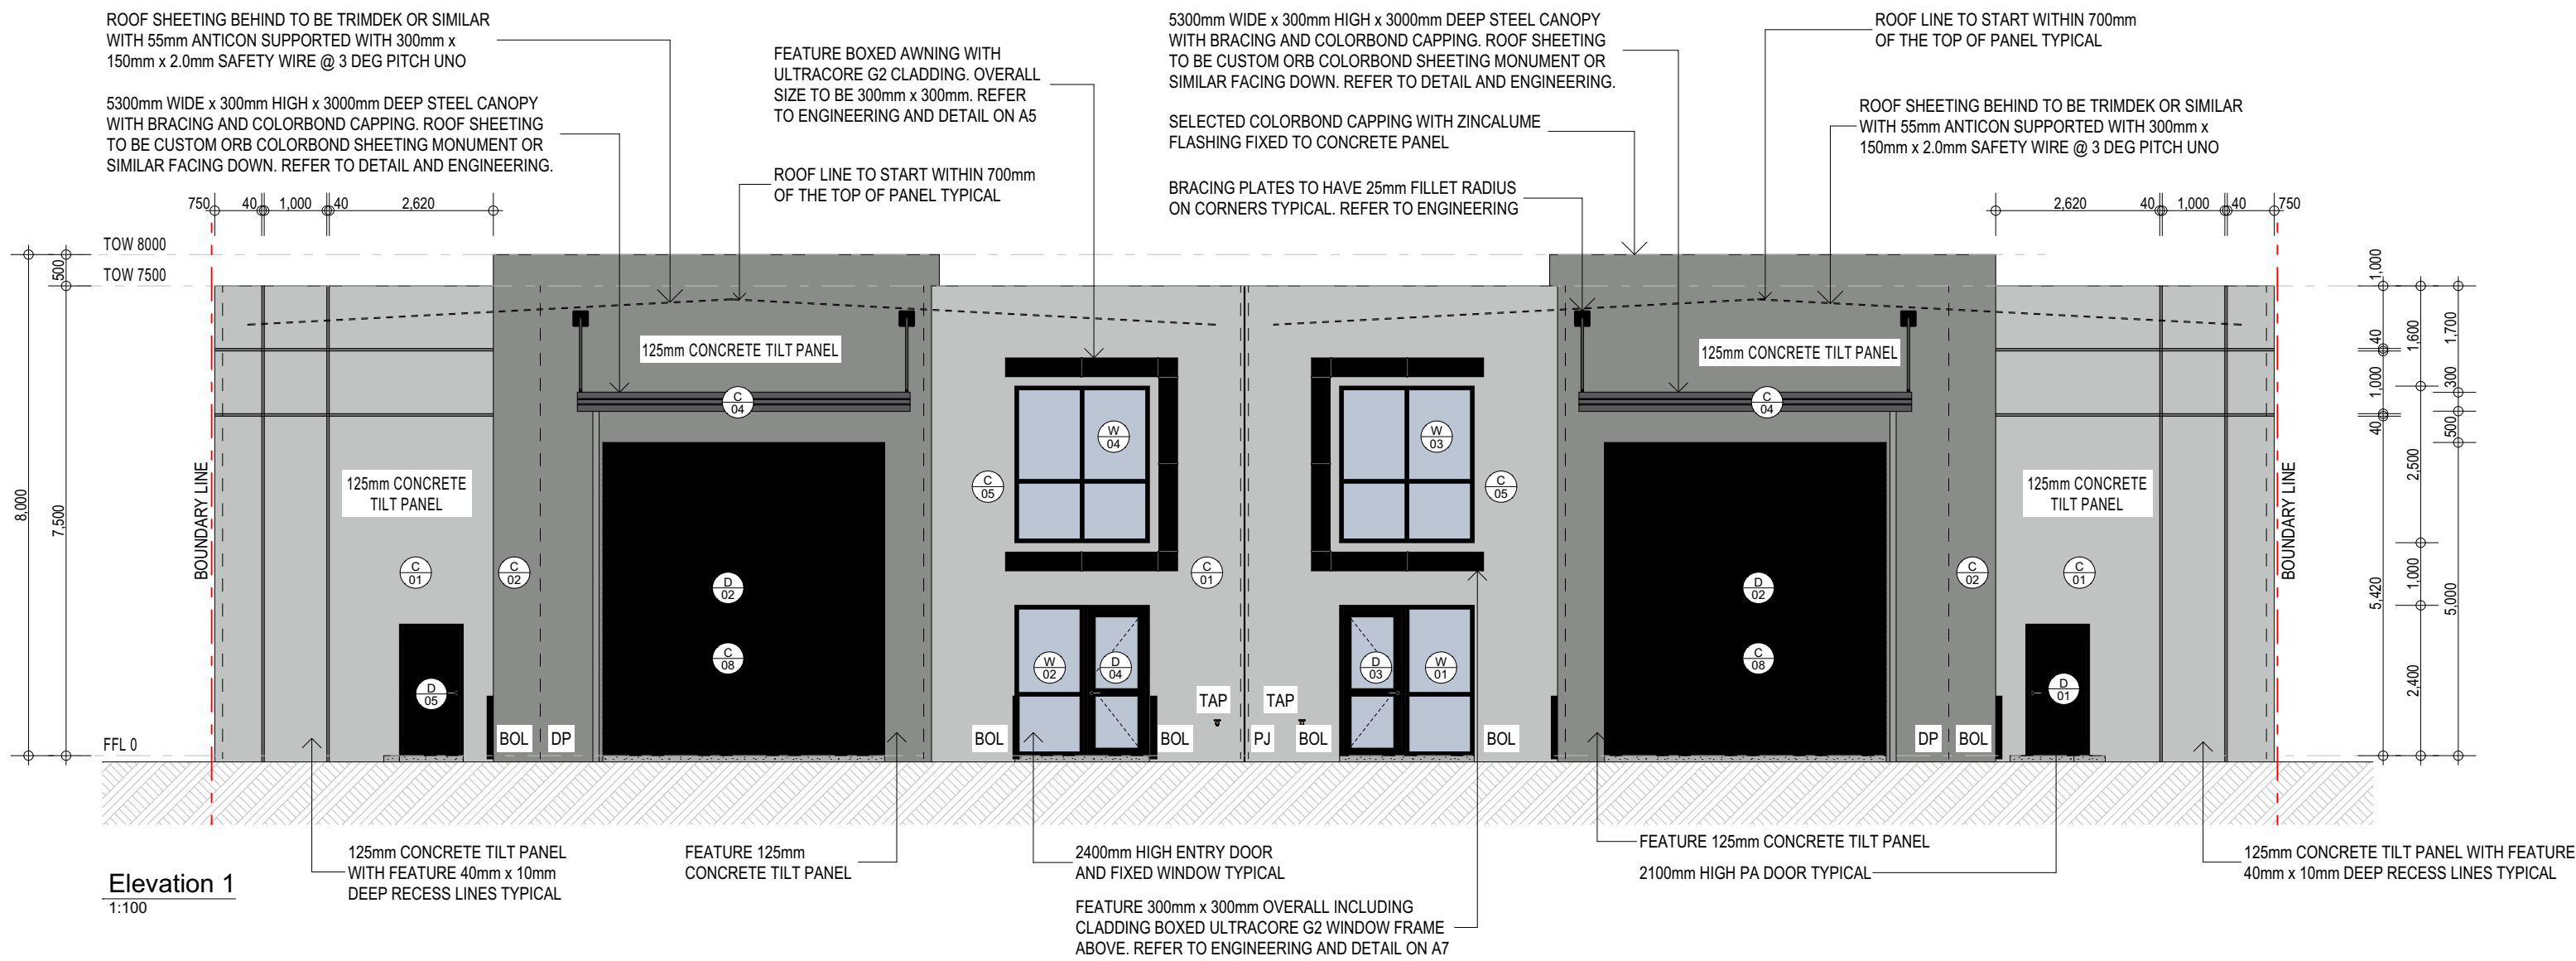 ROOF SHEETING BEHIND TO BE TRIMDEK OR SIMILAR
WITH 55mm ANTICON SUPPORTED WITH 300mm x
150mm x 2.0mm SAFETY WIRE @ 3 DEG PITCH UNO
5300mm WIDE x 300mm HIGH x 3000mm DEEP STEEL CANOPY
WITH BRACING AND COLORBOND CAPPING. ROOF SHEETING
TO BE CUSTOM ORB COLORBOND SHEETING MONUMENT OR
SIMILAR FACING DOWN. REFER TO DETAIL AND ENGINEERING.
FEATURE BOXED AWNING WITH
ULTRACORE G2 CLADDING. OVERALL
SIZE TO BE 300mm x 300mm. REFER
TO ENGINEERING AND DETAIL ON A5
ROOF LINE TO START WITHIN 700mm
OF THE TOP OF PANEL TYPICAL
5300mm WIDE x 300mm HIGH x 3000mm DEEP STEEL CANOPY
WITH BRACING AND COLORBOND CAPPING. ROOF SHEETING
TO BE CUSTOM ORB COLORBOND SHEETING MONUMENT OR
SIMILAR FACING DOWN. REFER TO DETAIL AND ENGINEERING.
SELECTED COLORBOND CAPPING WITH ZINCALUME
FLASHING FIXED TO CONCRETE PANEL
BRACING PLATES TO HAVE 25mm FILLET RADIUS
ON CORNERS TYPICAL. REFER TO ENGINEERING
ROOF LINE TO START WITHIN 700mm
OF THE TOP OF PANEL TYPICAL
ROOF SHEETING BEHIND TO BE TRIMDEK OR SIMILAR
WITH 55mm ANTICON SUPPORTED WITH 300mm x
150mm x 2.0mm SAFETY WIRE @ 3 DEG PITCH UNO
750 40 1,000 40 2,620
2,620 40 1,000 40 750
TOW 8000
TOW 7500
FFL 0
8,000
500
7,500
BOUNDARY LINE
125mm CONCRETE
TILT PANEL
C
01
D
05
C
02
BOL
DP
125mm CONCRETE TILT PANEL
C
04
D
02
C
08
C
05
W
04
W
02
D
04
BOL
BOL
C
01
TAP
TAP
PJ
BOL
W
03
C
05
D
03
W
01
BOL
125mm CONCRETE TILT PANEL
C
04
D
02
C
08
DP
BOL
C
02
C
01
125mm CONCRETE
TILT PANEL
D
01
BOUNDARY LINE
1,000
40
1,000
40
5,420
1,600
2,500
1,000
2,400
1,700
300
500
5,000
125mm CONCRETE TILT PANEL
WITH FEATURE 40mm x 10mm
DEEP RECESS LINES TYPICAL
FEATURE 125mm
CONCRETE TILT PANEL
2400mm HIGH ENTRY DOOR
AND FIXED WINDOW TYPICAL
FEATURE 300mm x 300mm OVERALL INCLUDING
CLADDING BOXED ULTRACORE G2 WINDOW FRAME
ABOVE. REFER TO ENGINEERING AND DETAIL ON A7
FEATURE 125mm CONCRETE TILT PANEL
2100mm HIGH PA DOOR TYPICAL
125mm CONCRETE TILT PANEL WITH FEATURE
40mm x 10mm DEEP RECESS LINES TYPICAL
Elevation 1
1:100